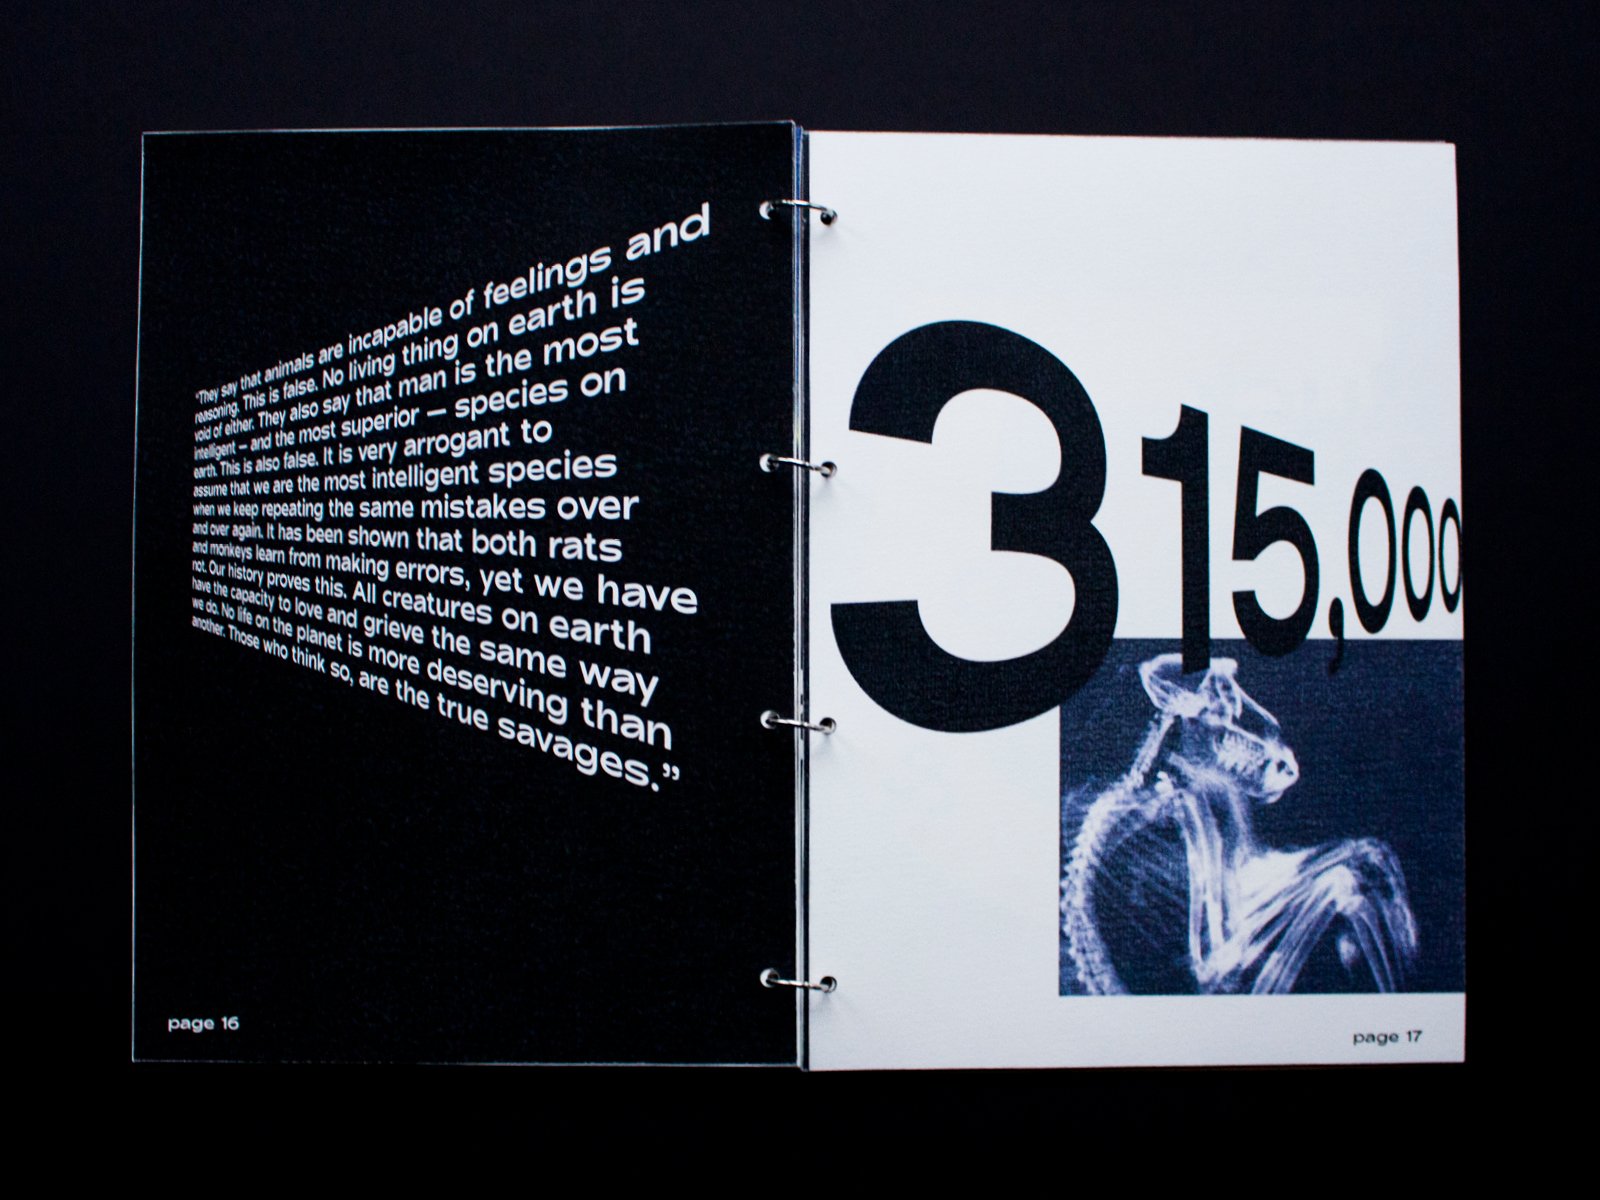 "They say that animals are incapable of feelings and
reasoning. This is false. No living thing on earth is
void of either. They also say that man is the most
intelligent – and the most superior – species on
earth. This is also false. It is very arrogant to
assume that we are the most intelligent species
when we keep repeating the same mistakes over
and over again. It has been shown that both rats
and monkeys learn from making errors, yet we have
not. Our history proves this. All creatures on earth
have the capacity to love and grieve the same way
we do. No life on the planet is more deserving than
another. Those who think so, are the true savages.”
page 16
315,000
page 17